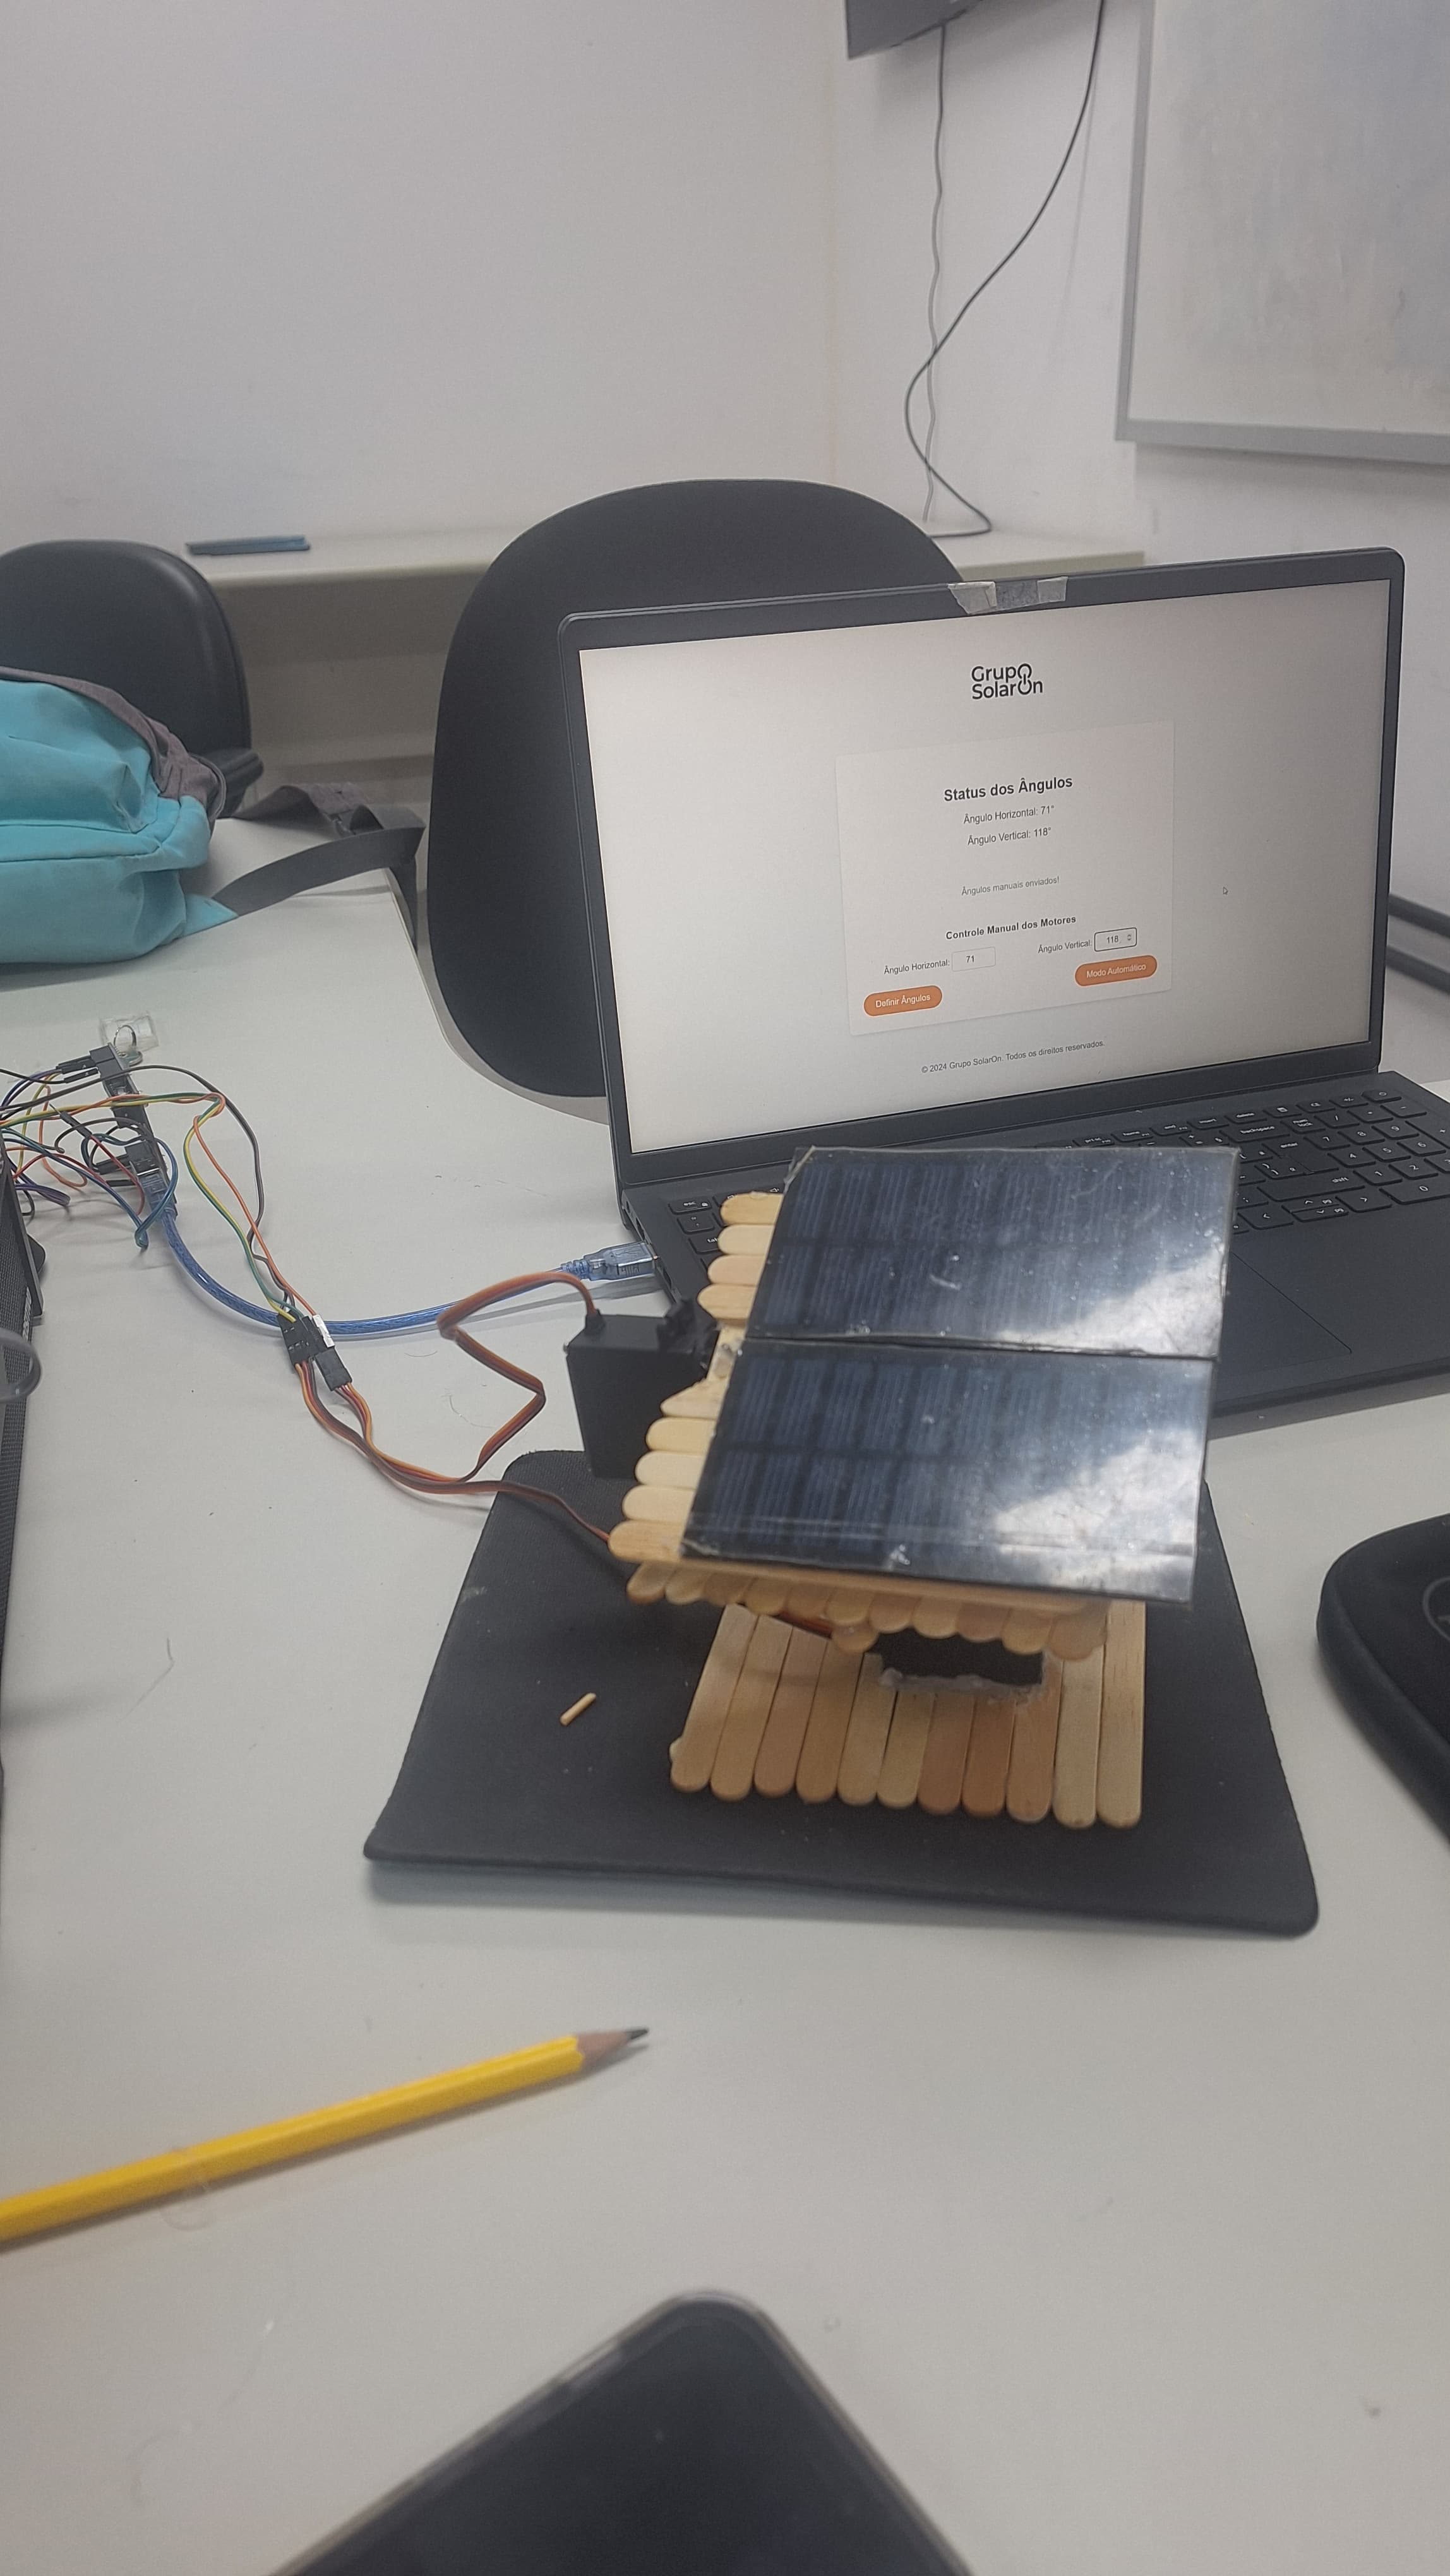 Grupo
SolarOn
Status dos Ângulos
Ângulo Horizontal: 71°
Ângulo Vertical: 118°
Ângulos manuais enviados!
Controle Manual dos Motores
Ângulo Horizontal: 71
Ângulo Vertical: 118
Definir Ângulos
Modo Automático
© 2024 Grupo SolarOn. Todos os direitos reservados.